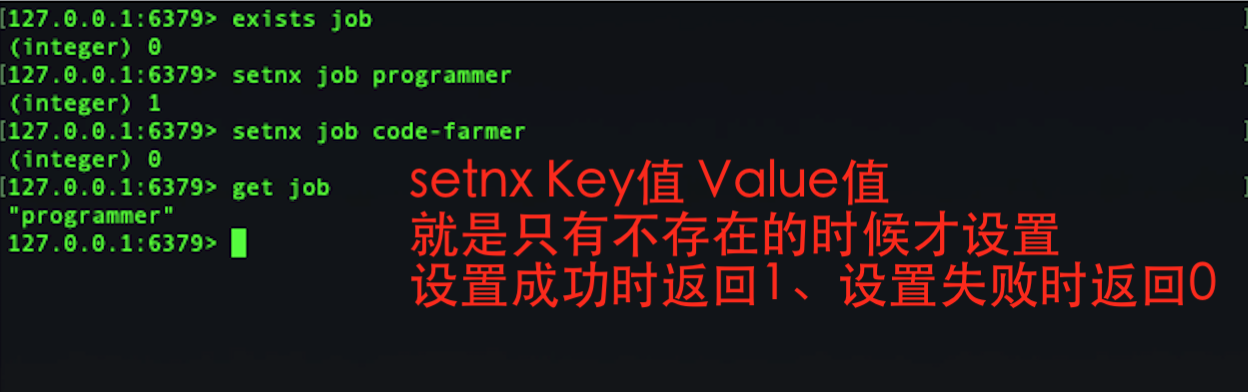 [127.0.0.1:6379> exists job ]
(integer) 0
[127.0.0.1:6379> setnx job programmer ]
(integer) 1
[127.0.0.1:6379> setnx job code-farmer ]
(integer) 0
[127.0.0.1:6379> get job ]
"programmer"
127.0.0.1:6379>
setnx Key值 Value值
就是只有不存在的时候才设置
设置成功时返回1、设置失败时返回0